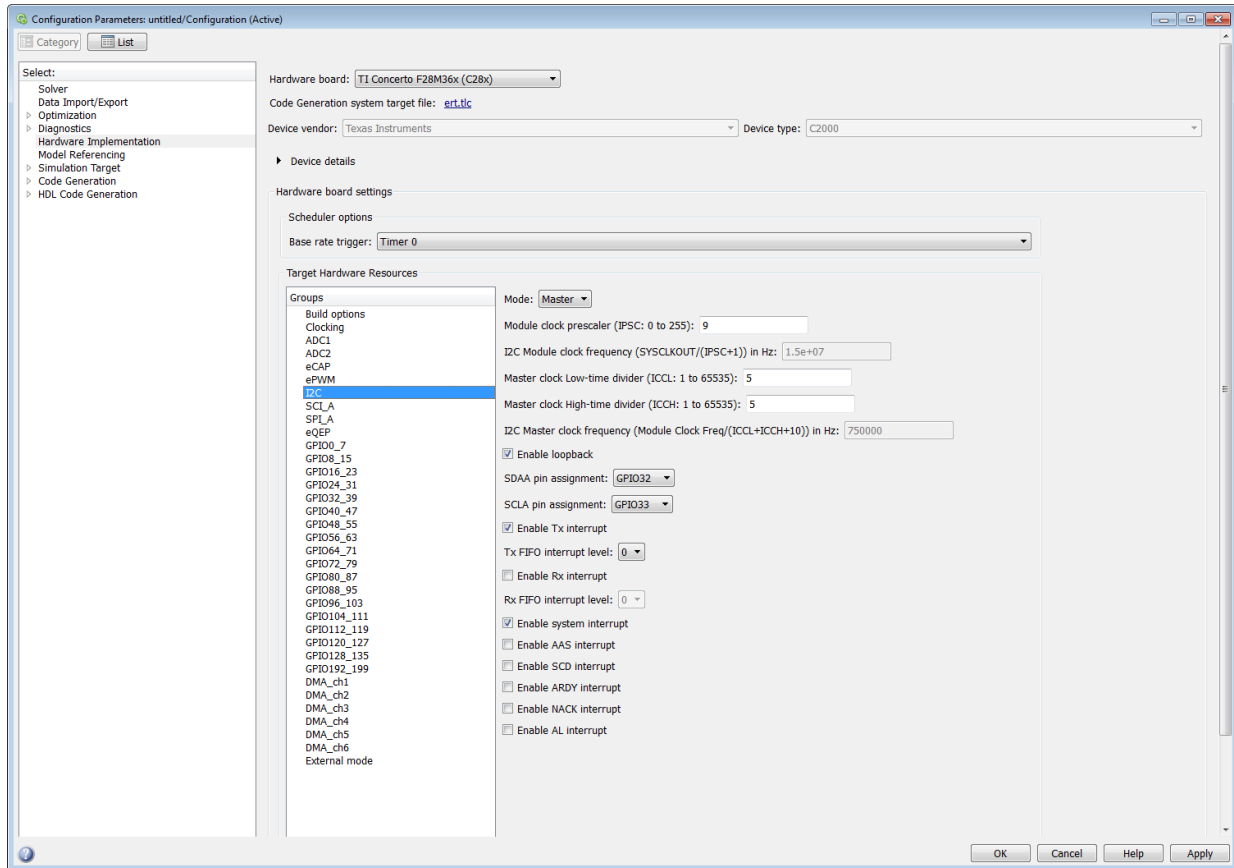 Configuration Parameters: untitled/Configuration (Active)
Category
List
Select:
Solver
Data Import/Export
Optimization
Diagnostics
Hardware Implementation
Model Referencing
Simulation Target
Code Generation
HDL Code Generation
Hardware board: TI Concerto F28M36x (C28x)
Code Generation system target file: ert.tlc
Device vendor: Texas Instruments Device type: C2000
Device details
Hardware board settings
Scheduler options
Base rate trigger: Timer 0
Target Hardware Resources
Groups
Build options
Clocking
ADC1
ADC2
eCAP
ePWM
I2C
SCI_A
SPI_A
eQEP
GPIO0_7
GPIO8_15
GPIO16_23
GPIO24_31
GPIO32_39
GPIO40_47
GPIO48_55
GPIO56_63
GPIO64_71
GPIO72_79
GPIO80_87
GPIO88_95
GPIO96_103
GPIO104_111
GPIO112_119
GPIO120_127
GPIO128_135
GPIO192_199
DMA_ch1
DMA_ch2
DMA_ch3
DMA_ch4
DMA_ch5
DMA_ch6
External mode
Mode: Master
Module clock prescaler (IPSC: 0 to 255): 9
I2C Module clock frequency (SYSCLKOUT/(IPSC+1)) in Hz: 1.5e+07
Master clock Low-time divider (ICCL: 1 to 65535): 5
Master clock High-time divider (ICCH: 1 to 65535): 5
I2C Master clock frequency (Module Clock Freq/(ICCL+ICCH+10)) in Hz: 750000
Enable loopback
SDAA pin assignment: GPIO32
SCLA pin assignment: GPIO33
Enable Tx interrupt
Tx FIFO interrupt level: 0
Enable Rx interrupt
Rx FIFO interrupt level: 0
Enable system interrupt
Enable AAS interrupt
Enable SCD interrupt
Enable ARDY interrupt
Enable NACK interrupt
Enable AL interrupt
OK
Cancel
Help
Apply